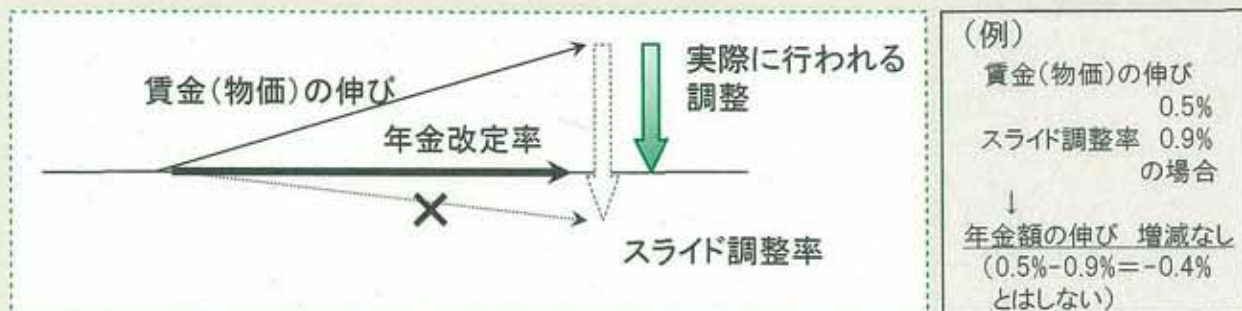 賃金(物価)の伸び
年金改定率
実際に行われる
調整
スライド調整率
(例)
賃金(物価)の伸び
0.5%
スライド調整率 0.9%
の場合
↓
年金額の伸び 増減なし
(0.5%-0.9%=-0.4%
とはしない)